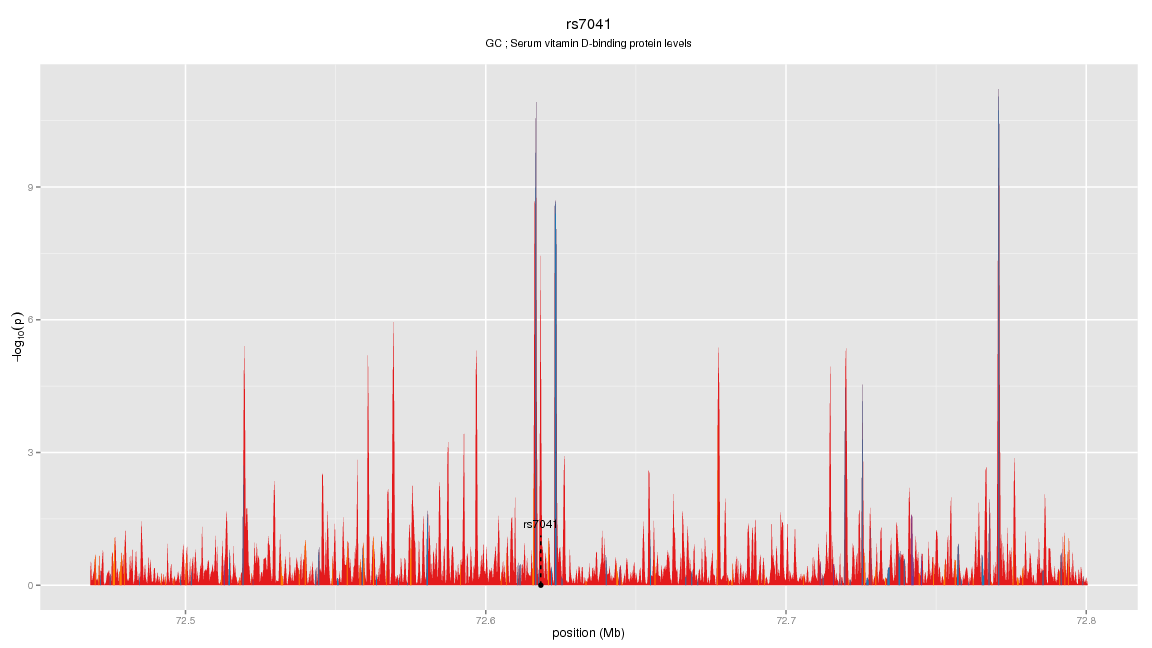 rs7041
GC ; Serum vitamin D-binding protein levels
−log10(p)
9
6
3
0
rs7041
72.5
72.6
72.7
72.8
position (Mb)